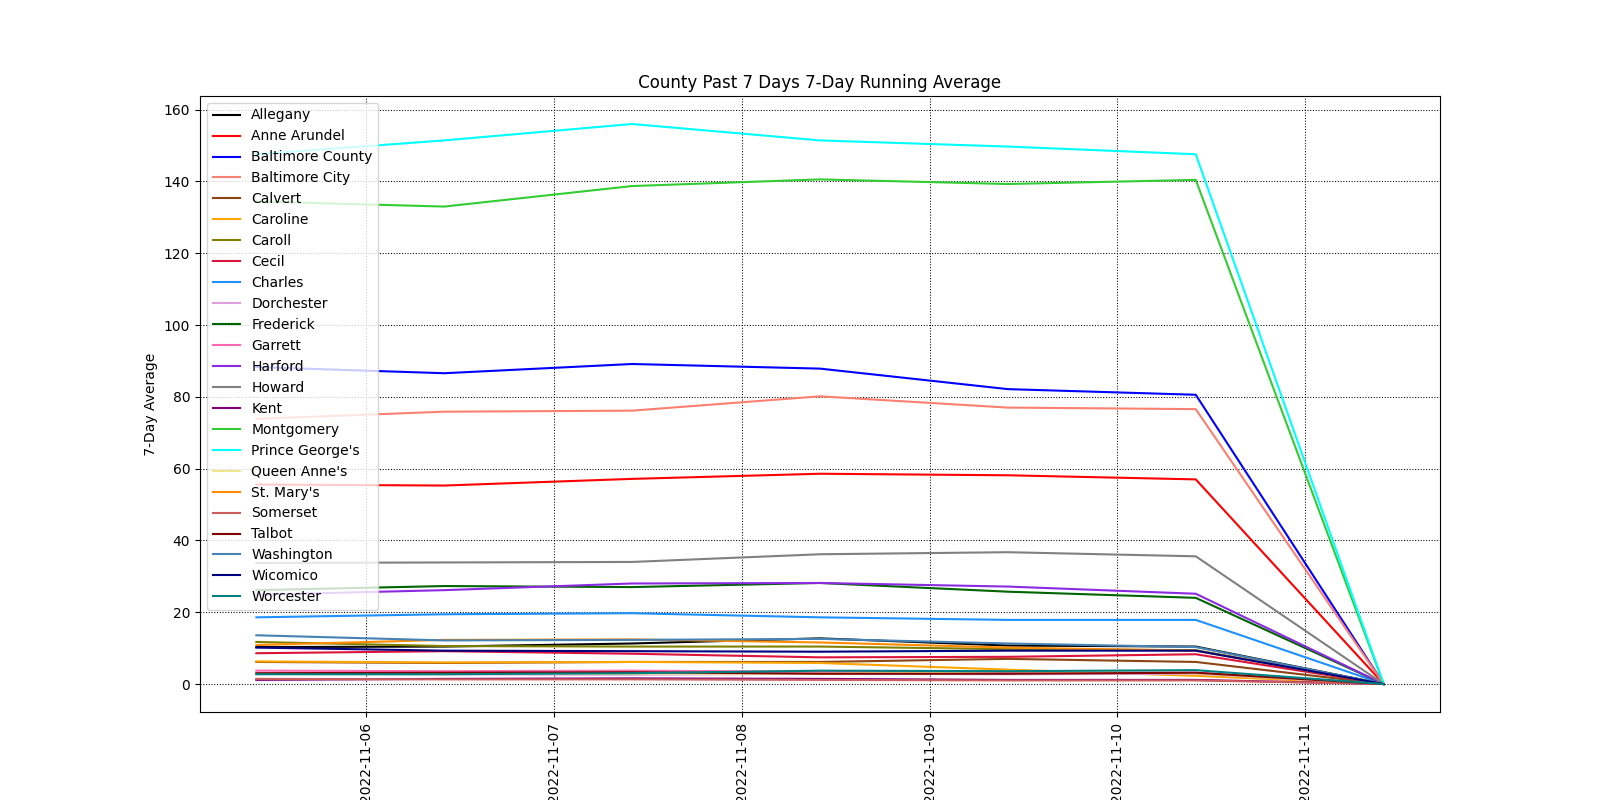 County Past 7 Days 7-Day Running Average
7-Day Average
160
140
120
100
80
60
40
20
0
Allegany
Anne Arundel
Baltimore County
Baltimore City
Calvert
Caroline
Caroll
Cecil
Charles
Dorchester
Frederick
Garrett
Harford
Howard
Kent
Montgomery
Prince George's
Queen Anne's
St. Mary's
Somerset
Talbot
Washington
Wicomico
Worcester
2022-11-06
2022-11-07
2022-11-08
2022-11-09
2022-11-10
2022-11-11